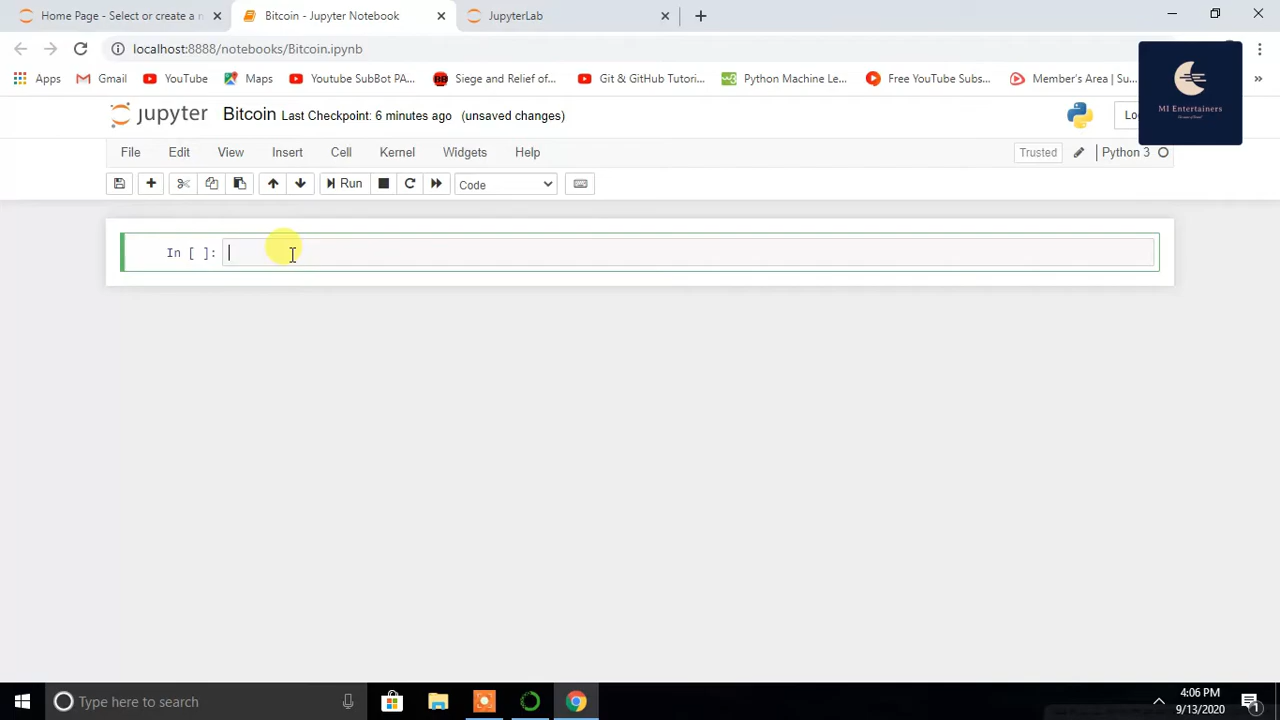 Home Page - Select or create a n
Bitcoin - Jupyter Notebook
JupyterLab
localhost:8888/notebooks/Bitcoin.ipynb
Apps
Gmail
YouTube
Maps
Youtube SubBot PA...
Siege and Relief of...
Git & GitHub Tutori...
Python Machine Le...
Free YouTube Subs...
Member's Area | Su...
»
MI Entertainers
jupyter
Bitcoin Last Checkpoint: 6 minutes ago (unsaved changes)
Lo
File
Edit
View
Insert
Cell
Kernel
Widgets
Help
Trusted
Python 3
Run
Code
In [ ]:
Type here to search
4:06 PM
9/13/2020
1